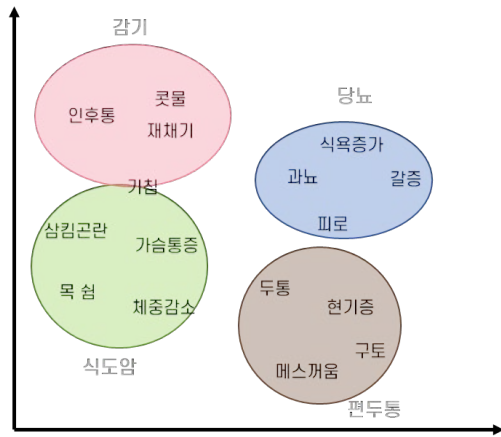 감기
콧물
인후통
재채기
기침
삼킴곤란
가슴통증
목 쉼
체중감소
식도암
당뇨
식욕증가
과뇨
갈증
피로
두통
현기증
구토
메스꺼움
편두통